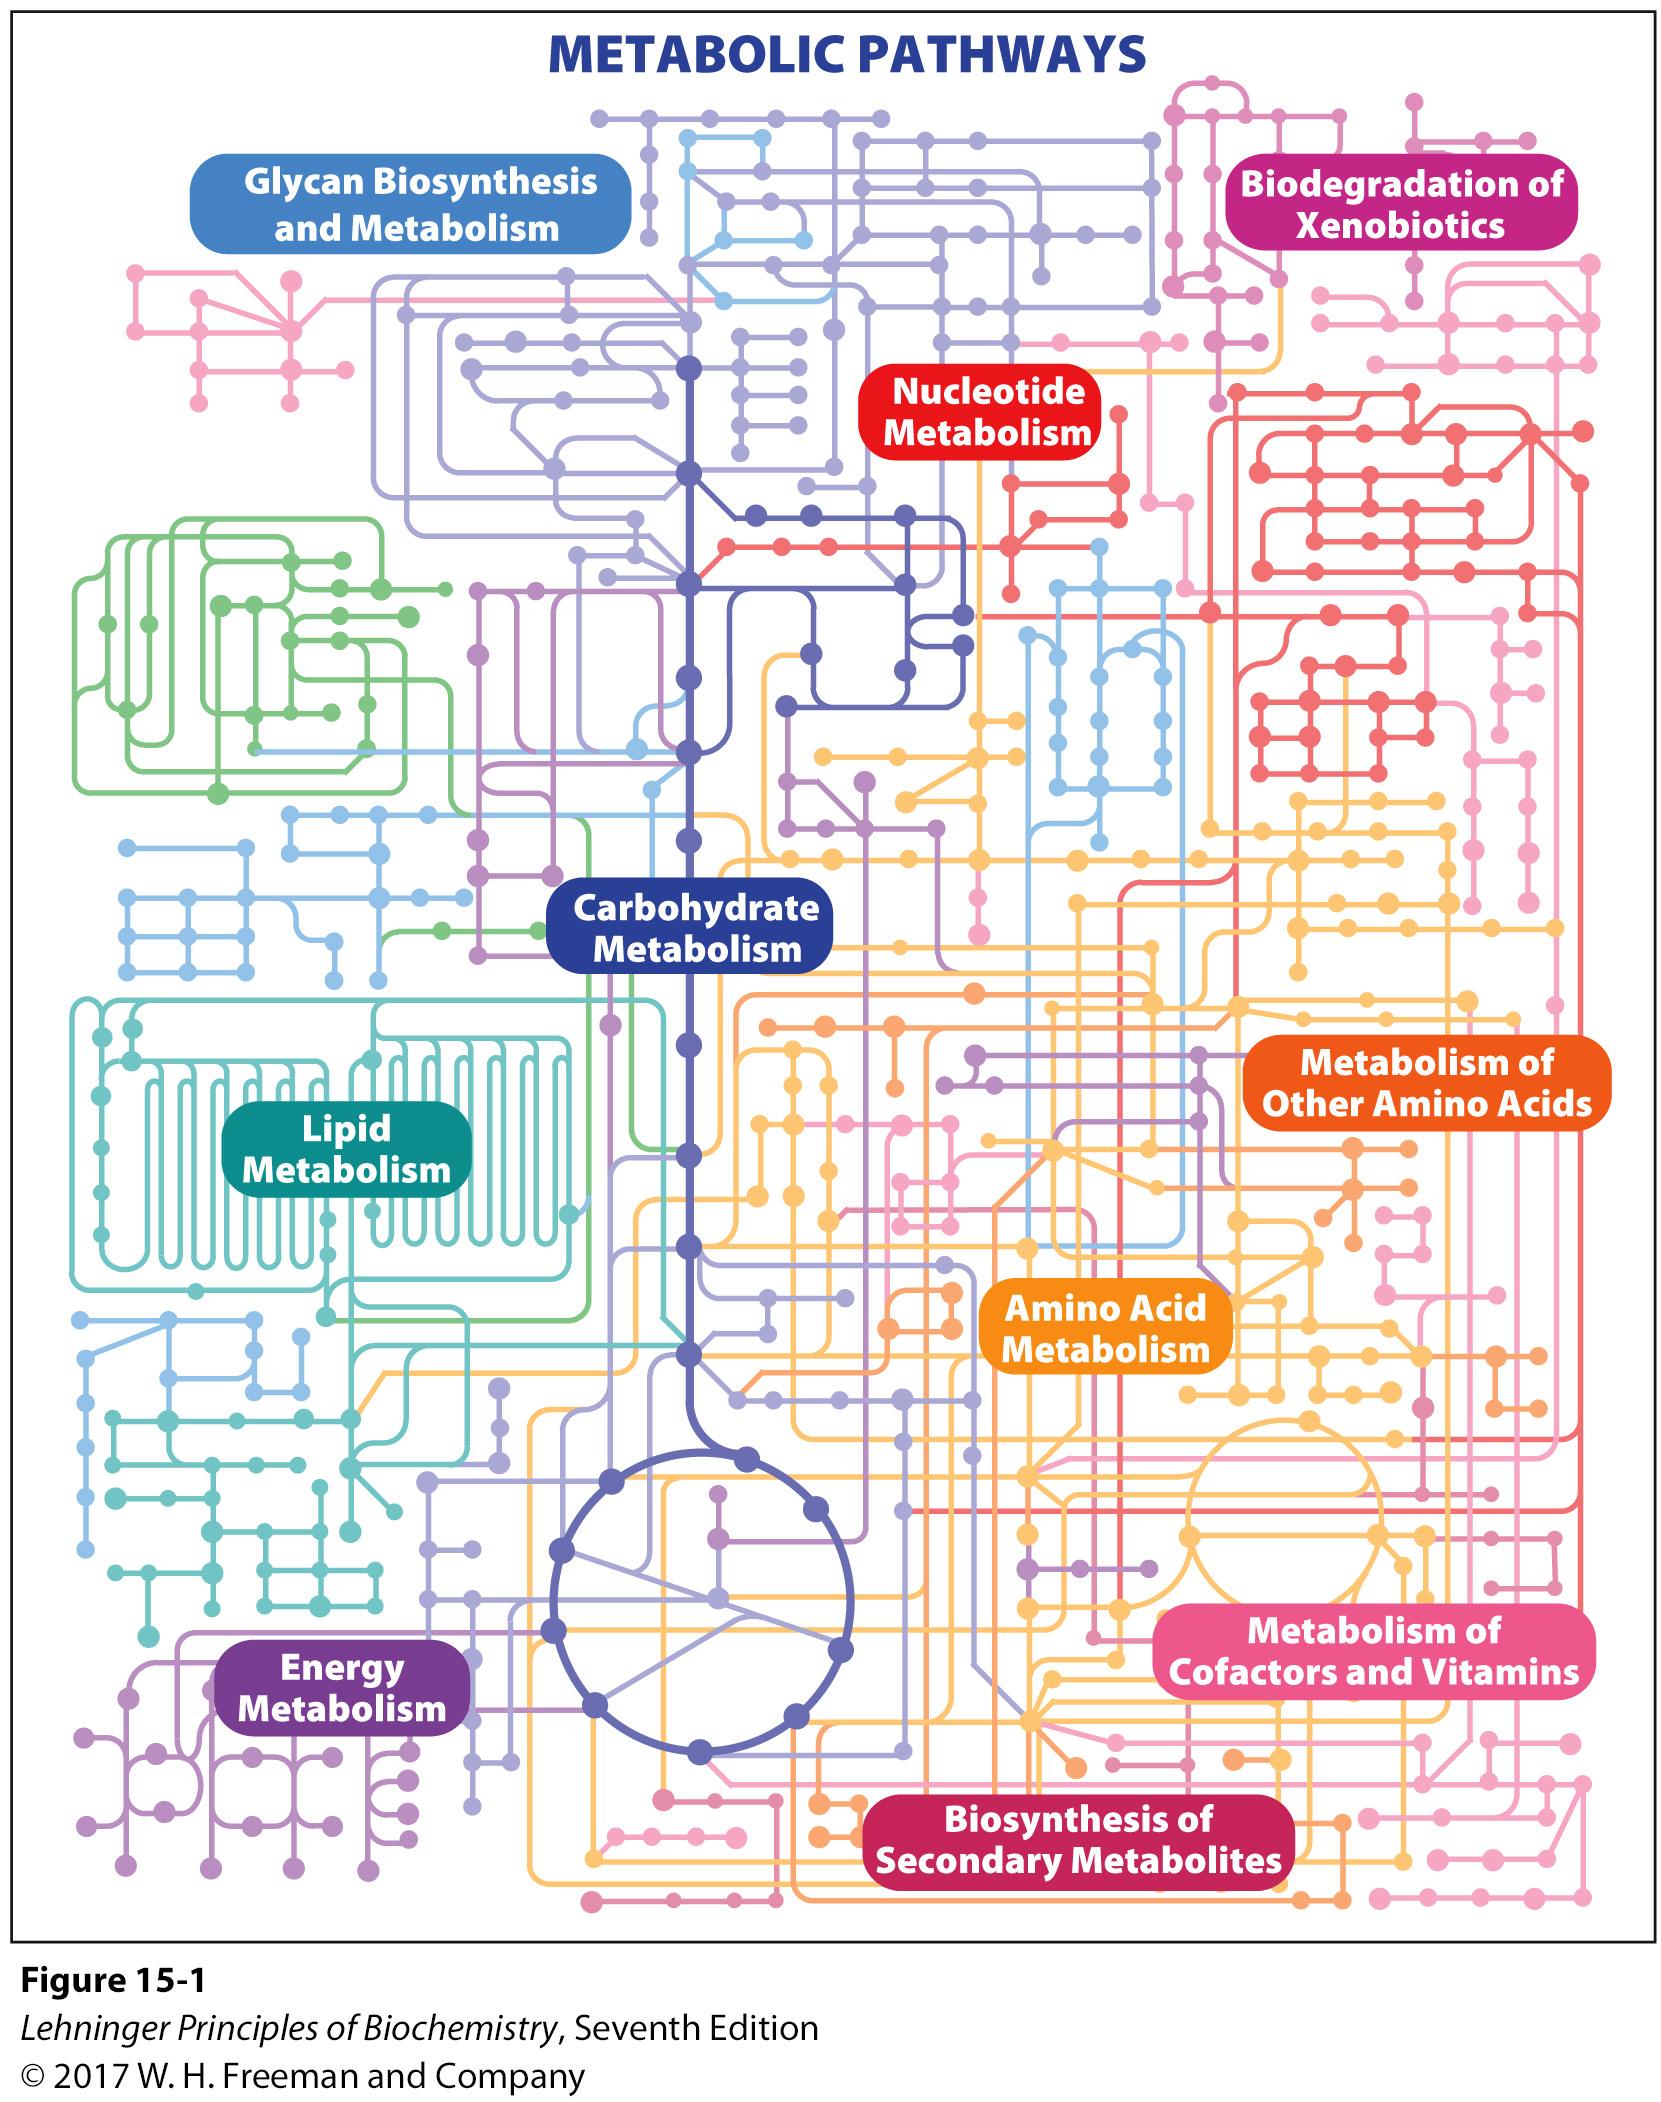 METABOLIC PATHWAYS
Glycan Biosynthesis
and Metabolism
Biodegradation of
Xenobiotics
Nucleotide
Metabolism
Carbohydrate
Metabolism
Metabolism of
Other Amino Acids
Lipid
Metabolism
Amino Acid
Metabolism
Metabolism of
Cofactors and Vitamins
Energy
Metabolism
Biosynthesis of
Secondary Metabolites
Figure 15-1
Lehninger Principles of Biochemistry, Seventh Edition
© 2017 W. H. Freeman and Company